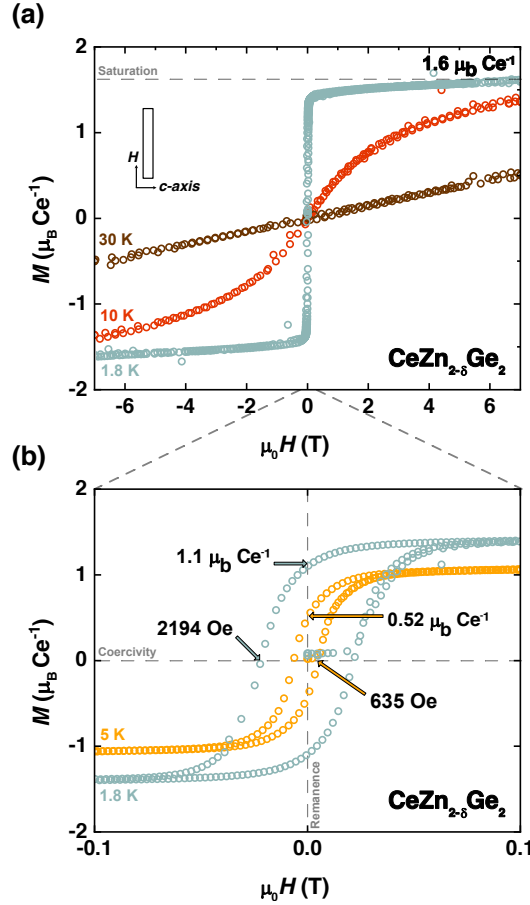 (a)
2
Saturation
1.6 μb Ce-1
1
H
c-axis
0
30 K
M (μB Ce-1)
-1
10 K
1.8 K
CeZn2-δGe2
-2
-6 -4 -2 0 2 4 6
μ0H (T)
(b)
2
1.1 μb Ce-1
1
0.52 μb Ce-1
2194 Oe
Coercivity
0
635 Oe
M (μB Ce-1)
5 K
-1
1.8 K
Remanence
CeZn2-δGe2
-2
-0.1 0.0 0.1
μ0H (T)